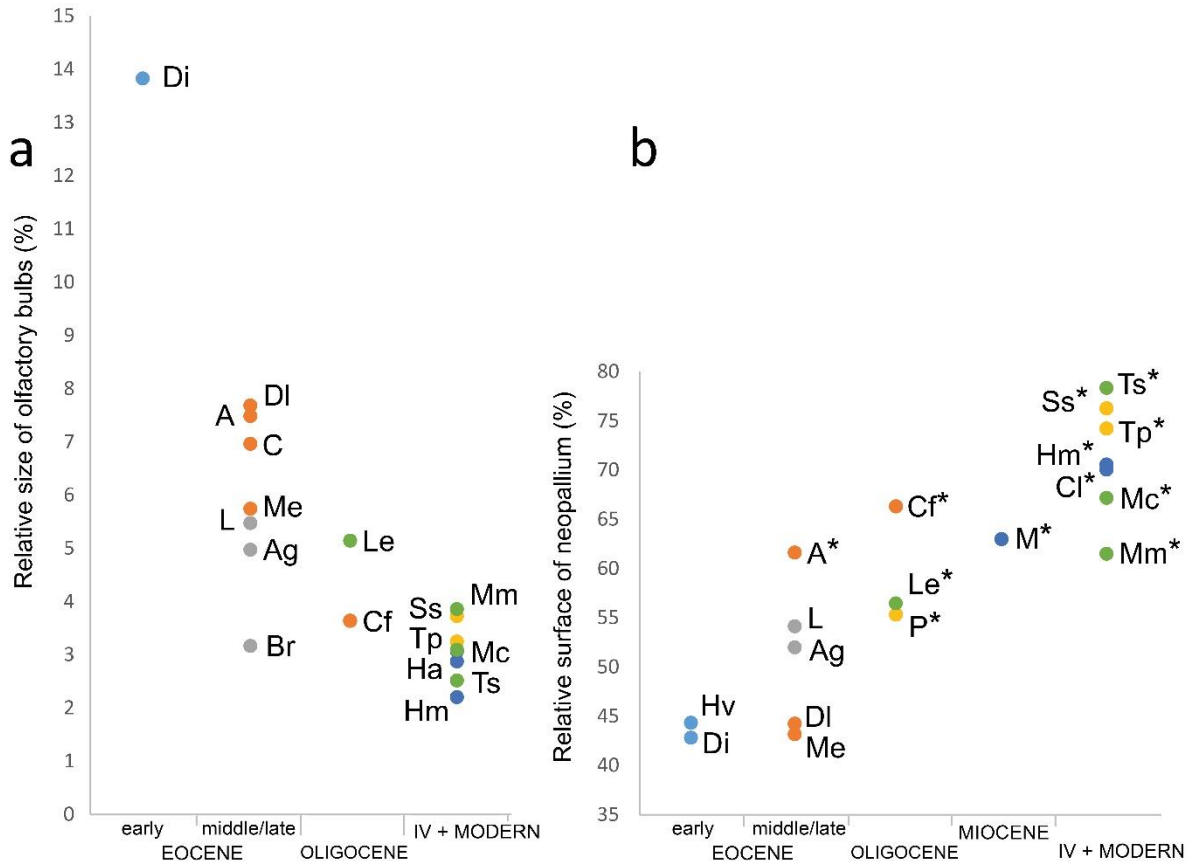 a
Relative size of olfactory bulbs (%)
15
14
13
12
11
10
9
8
7
6
5
4
3
2
1
0
Di
Dl
A
C
Me
L
Ag
Br
Le
Cf
Mm
Ss
Tp
Mc
Ha
Ts
Hm
early
middle/late
IV + MODERN
EOCENE
OLIGOCENE
b
Relative surface of neopallium (%)
80
75
70
65
60
55
50
45
40
35
Ts*
Ss*
Tp*
Hm*
Cl*
Mc*
Cf*
M*
A*
Mm*
Le*
P*
L
Ag
Hv
Di
Dl
Me
early
middle/late
MIOCENE
EOCENE
OLIGOCENE
IV + MODERN